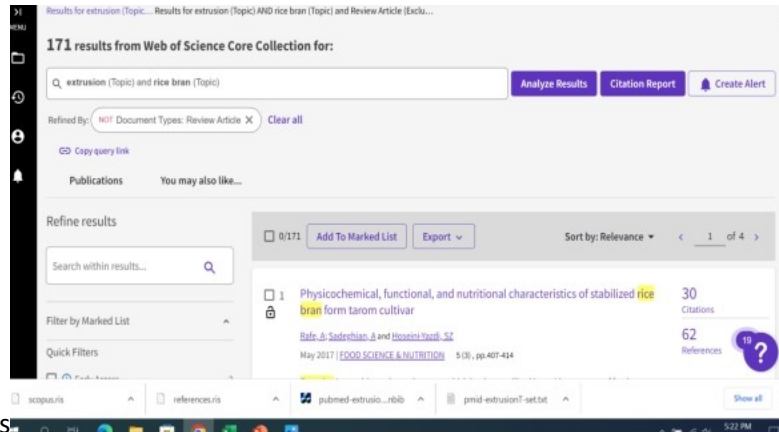 Results for extrusion (Topic... Results for extrusion (Topic) AND rice bran (Topic) and Review Article (Exclu...
MENU
171 results from Web of Science Core Collection for:
extrusion (Topic) and rice bran (Topic)
Analyze Results
Citation Report
Create Alert
Refined By: NOT Document Types: Review Article X Clear all
Copy query link
Publications You may also like...
Refine results
0/171 Add To Marked List Export Sort by: Relevance < 1 of 4 >
Search within results...
1 Physicochemical, functional, and nutritional characteristics of stabilized rice
bran form tarom cultivar
30
Citations
Filter by Marked List
Rafe, A; Sadeghian, A and Hoseini-Yazdi, SZ
62
References
19
?
Quick Filters
May 2017 | FOOD SCIENCE & NUTRITION 5 (3), pp.407-414
scopus.ris references.ris pubmed-extrusio....nbib pmid-extrusionT-set.txt Show all
s
5:22 PM